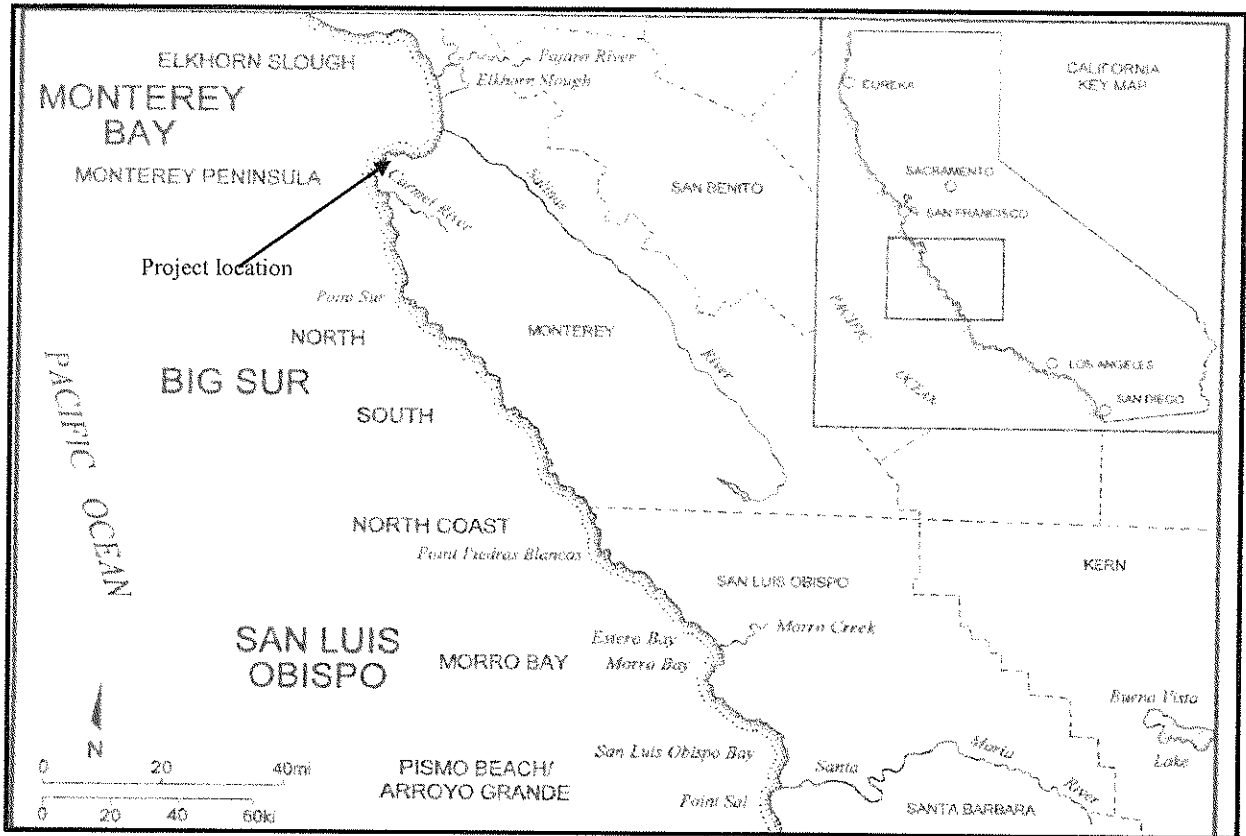 ELKHORN SLOUGH
Pajaro River
Elkhorn Slough
MONTEREY
BAY
MONTEREY PENINSULA
Carmel River
Salinas
River
SAN BENITO
Project location
Point Sur
NORTH
MONTEREY
BIG SUR
SOUTH
PACIFIC OCEAN
NORTH COAST
Point Piedras Blancas
SAN LUIS OBISPO
KERN
SAN LUIS
OBISPO
Estero Bay
Morro Creek
MORRO BAY
Morro Bay
Buena Vista
Lake
San Luis Obispo Bay
Santa
Maria
River
PISMO BEACH/
ARROYO GRANDE
Point Sal
SANTA BARBARA
N
0 20 40mi
0 20 40 60ki
CALIFORNIA
KEY MAP
EUREKA
SACRAMENTO
SAN FRANCISCO
PACIFIC
OCEAN
LOS ANGELES
SAN DIEGO